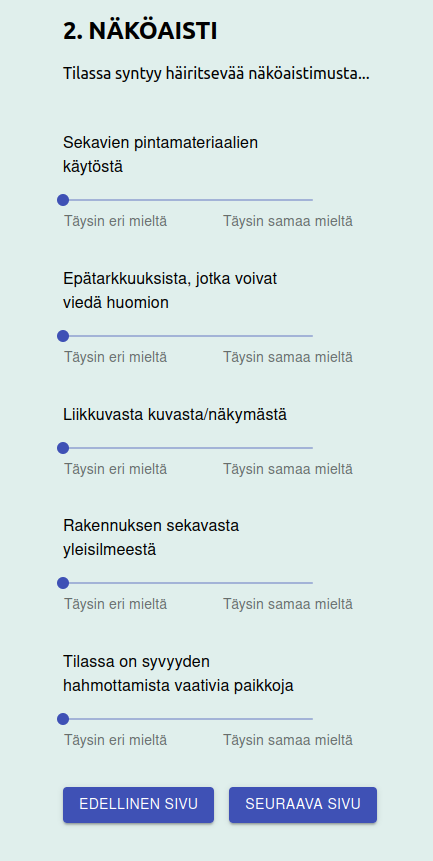 2. NÄKÖAISTI
Tilassa syntyy häiritsevää näköaistimusta...
Sekavien pintamateriaalien
käytöstä
Täysin eri mieltä Täysin samaa mieltä
Epätarkkuuksista, jotka voivat
viedä huomion
Täysin eri mieltä Täysin samaa mieltä
Liikkuvasta kuvasta/näkymästä
Täysin eri mieltä Täysin samaa mieltä
Rakennuksen sekavasta
yleisilmeestä
Täysin eri mieltä Täysin samaa mieltä
Tilassa on syvyyden
hahmottamista vaativia paikkoja
Täysin eri mieltä Täysin samaa mieltä
EDELLINEN SIVU SEURAAVA SIVU